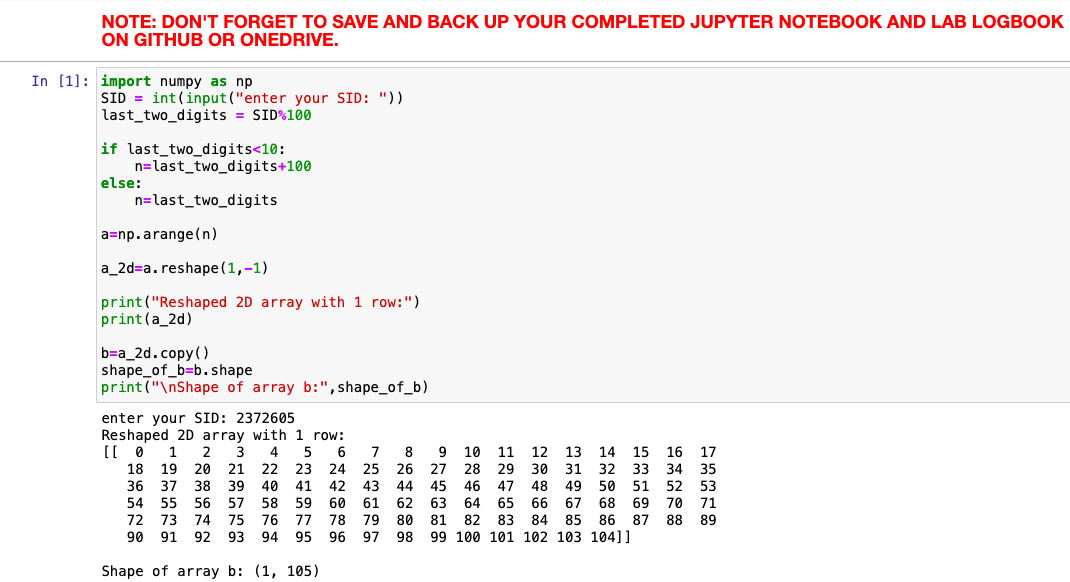 NOTE: DON'T FORGET TO SAVE AND BACK UP YOUR COMPLETED JUPYTER NOTEBOOK AND LAB LOGBOOK
ON GITHUB OR ONEDRIVE.
In [1]: import numpy as np
SID = int(input("enter your SID: "))
last_two_digits = SID%100

if last_two_digits<10:
    n=last_two_digits+100
else:
    n=last_two_digits

a=np.arange(n)

a_2d=a.reshape(1,-1)

print("Reshaped 2D array with 1 row:")
print(a_2d)

b=a_2d.copy()
shape_of_b=b.shape
print("\nShape of array b:",shape_of_b)
enter your SID: 2372605
Reshaped 2D array with 1 row:
[[  0   1   2   3   4   5   6   7   8   9  10  11  12  13  14  15  16  17
   18  19  20  21  22  23  24  25  26  27  28  29  30  31  32  33  34  35
   36  37  38  39  40  41  42  43  44  45  46  47  48  49  50  51  52  53
   54  55  56  57  58  59  60  61  62  63  64  65  66  67  68  69  70  71
   72  73  74  75  76  77  78  79  80  81  82  83  84  85  86  87  88  89
   90  91  92  93  94  95  96  97  98  99 100 101 102 103 104]]

Shape of array b: (1, 105)